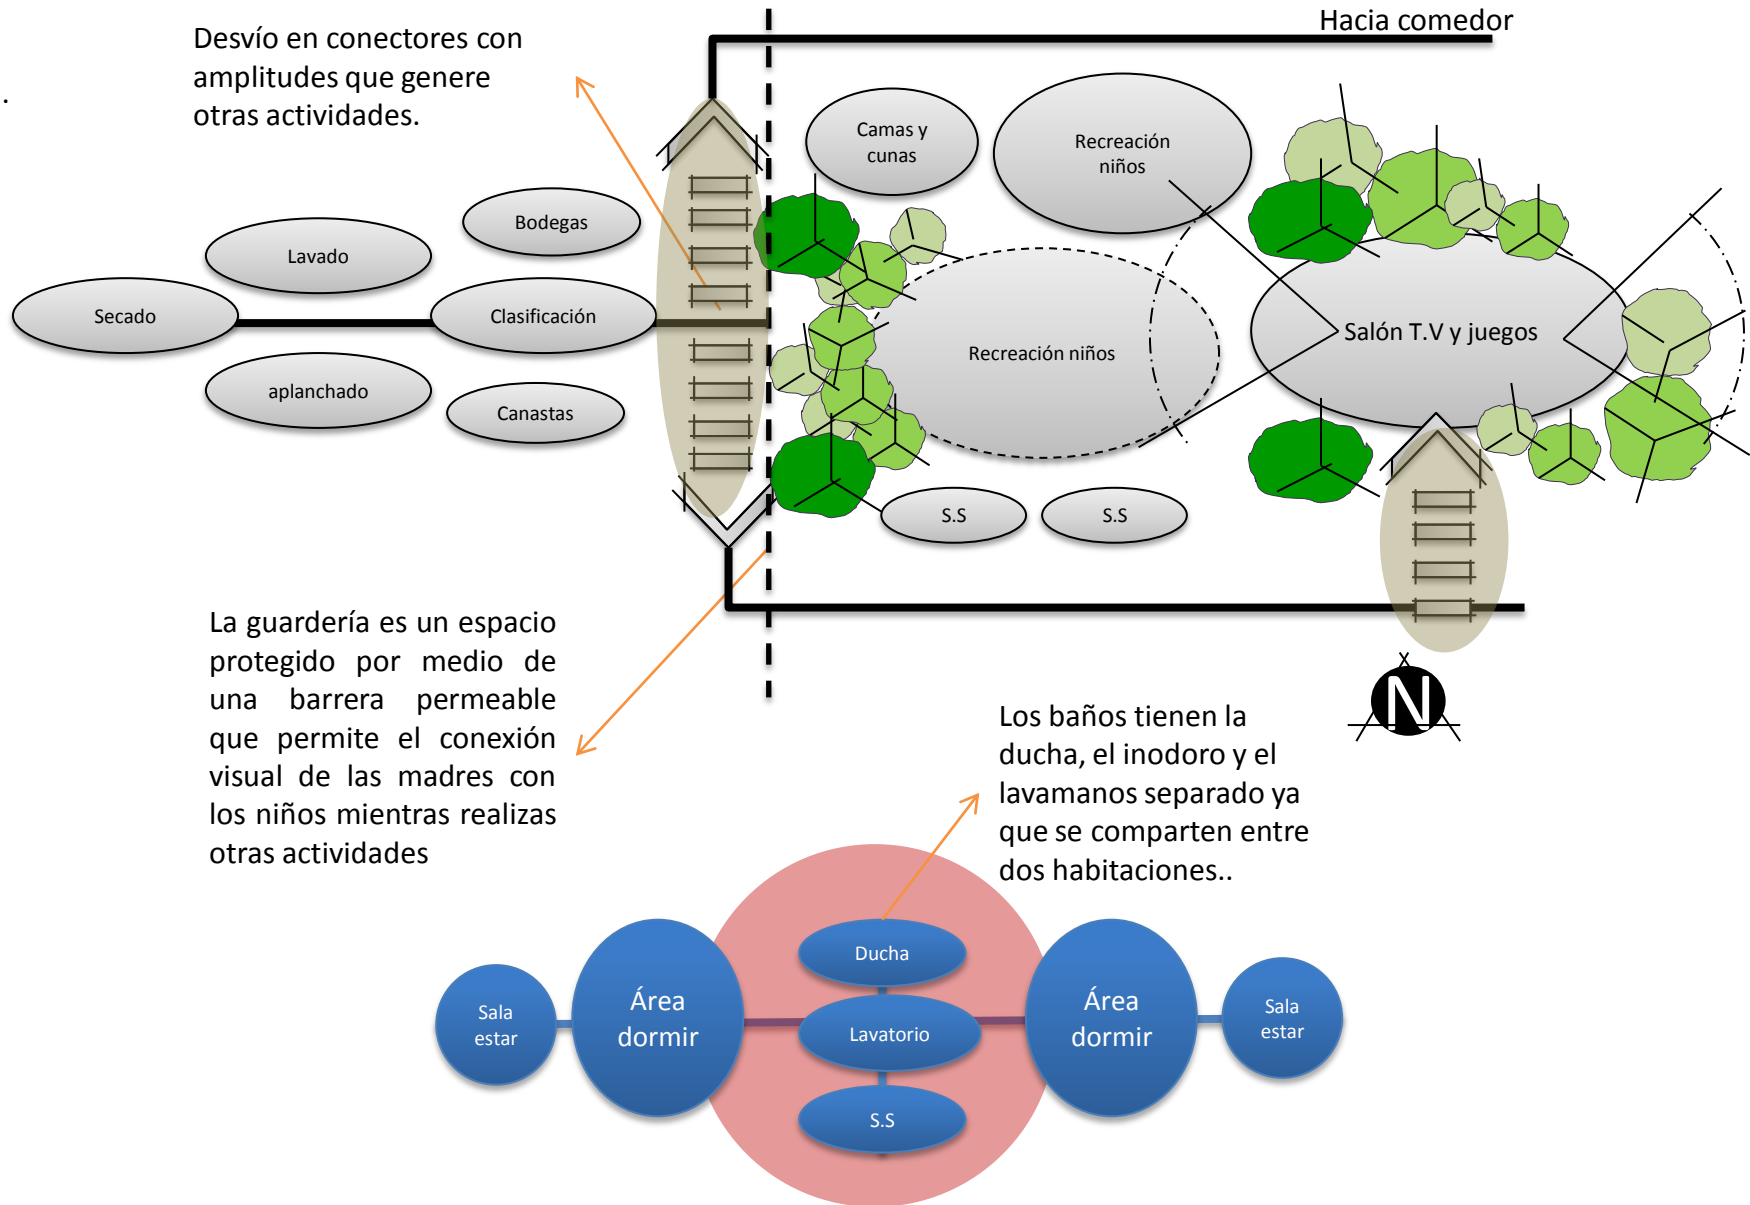 Hacia comedor
Desvío en conectores con
amplitudes que genere
otras actividades.
.
Camas y
cunas
Recreación
niños
Bodegas
Lavado
Secado
Clasificación
aplanchado
Canastas
Recreación niños
Salón T.V y juegos
S.S
S.S
N
La guardería es un espacio
protegido por medio de
una barrera permeable
que permite el conexión
visual de las madres con
los niños mientras realizas
otras actividades
Los baños tienen la
ducha, el inodoro y el
lavamanos separado ya
que se comparten entre
dos habitaciones..
Ducha
Sala
estar
Área
dormir
Lavatorio
Área
dormir
Sala
estar
S.S